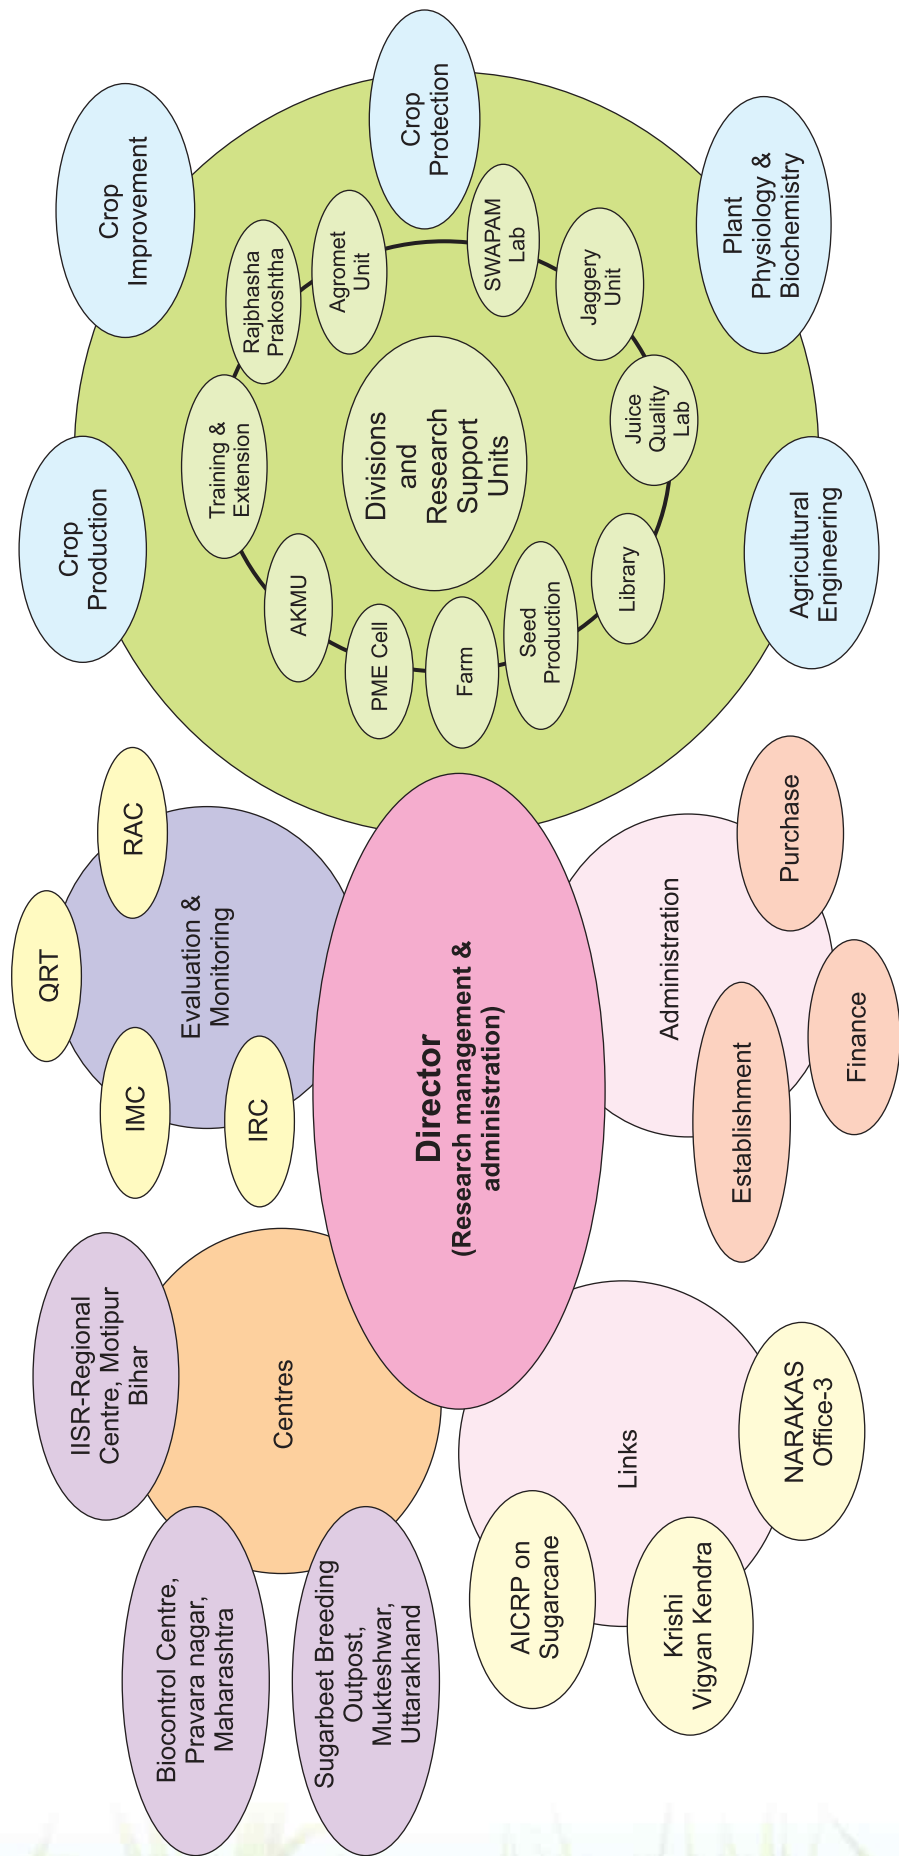 IISR-Regional
Centre, Motipur
Bihar
Biocontrol Centre,
Pravara nagar,
Maharashtra
Sugarbeet Breeding
Outpost,
Mukteshwar,
Uttarakhand
Centres
QRT
RAC
IMC
IRC
Evaluation &
Monitoring
Director
(Research management &
administration)
Links
AICRP on
Sugarcane
Krishi
Vigyan Kendra
NARAKAS
Office-3
Administration
Establishment
Finance
Purchase
Crop
Production
Crop
Improvement
Crop
Protection
Plant
Physiology &
Biochemistry
Agricultural
Engineering
Divisions
and
Research
Support
Units
Training &
Extension
Rajbhasha
Prakoshtha
Agromet
Unit
SWAPAM
Lab
Jaggery
Unit
Juice
Quality
Lab
Library
Seed
Production
Farm
PME Cell
AKMU